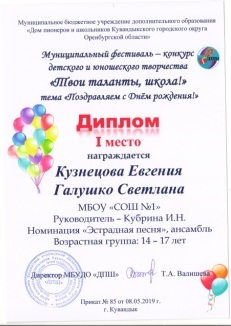 Муниципальное бюджетное учреждение дополнительного образования
«Дом пионеров и школьников Кувандыкского городского округа
Оренбургской области»
Муниципальный фестиваль – конкурс
детского и юношеского творчества
«Твои таланты, школа!»
тема «Поздравляем с Днём рождения!»
Диплом
I место
награждается
Кузнецова Евгения
Галушко Светлана
МБОУ «СОШ №1»
Руководитель – Кубрина И.Н.
Номинация «Эстрадная песня», ансамбль
Возрастная группа: 14 – 17 лет
Директор МБУДО «ДПШ» Т.А. Валишева
Приказ № 85 от 08.05.2019 г.
г. Кувандык